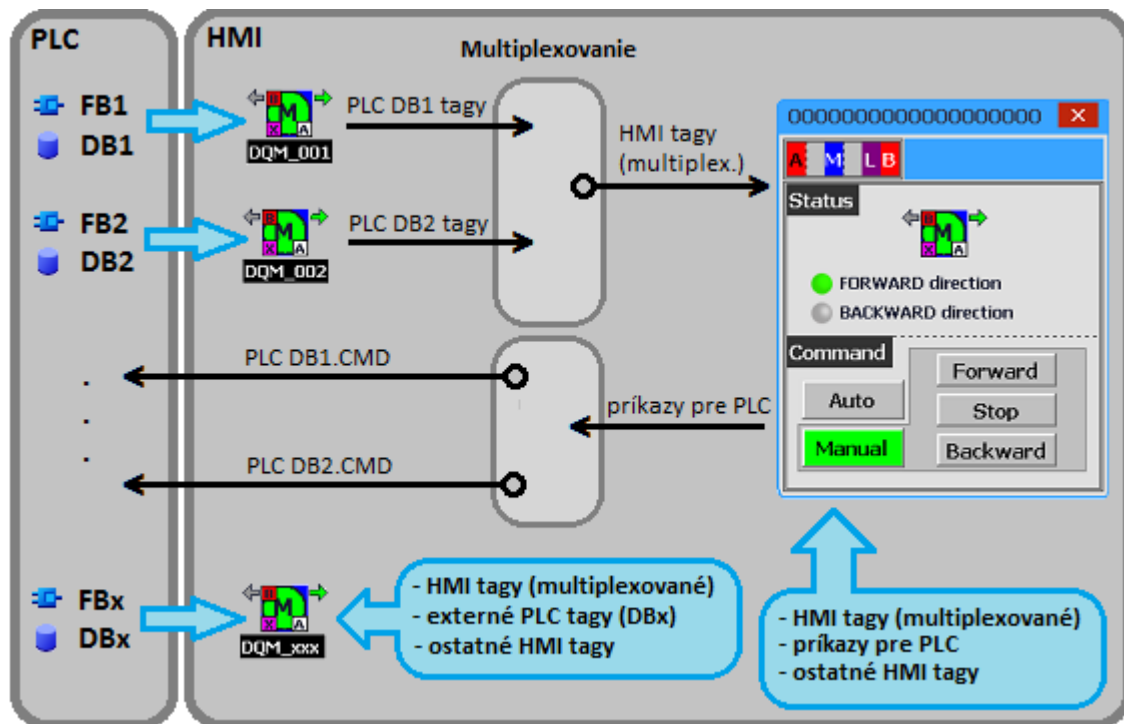 PLC
HMI
Multiplexovanie
FB1
DB1
B
M
X A
DQM_001
PLC DB1 tagy
HMI tagy
(multiplex.)
0000000000000000000
A M L B
Status
FORWARD direction
BACKWARD direction
Command
Auto
Manual
Forward
Stop
Backward
FB2
DB2
B
M
X A
DQM_002
PLC DB2 tagy
B
M
X A
PLC DB1.CMD
príkazy pre PLC
PLC DB2.CMD
FBx
DBx
B
M
X A
DQM_xxx
- HMI tagy (multiplexované)
- externé PLC tagy (DBx)
- ostatné HMI tagy
- HMI tagy (multiplexované)
- príkazy pre PLC
- ostatné HMI tagy